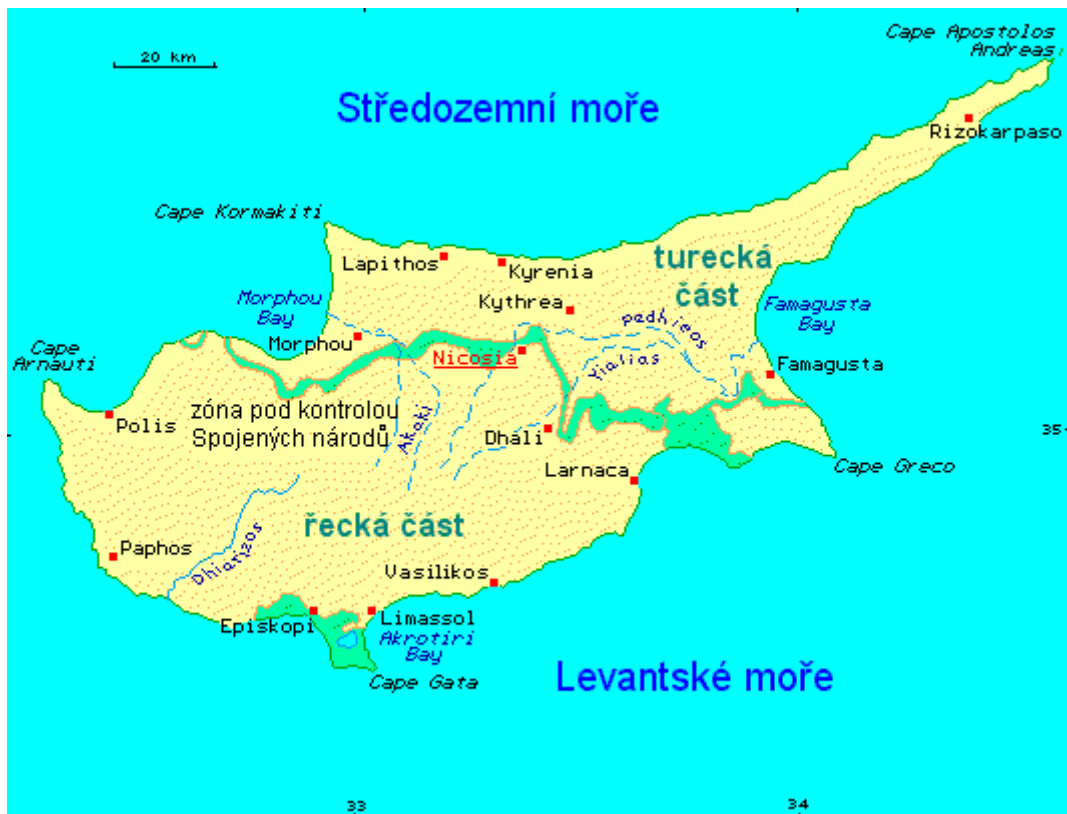 Cape Apostolos
Andreas
20 km
Středozemní moře
Rizokarpaso
Cape Kormakiti
turecká
část
Lapithos
Kyrenia
Morphou
Bay
Kythrea
Famagusta
Bay
pedhieos
Morphou
Cape
Arnauti
Nicosia
Yialias
Famagusta
zóna pod kontrolou
Spojených národů
Polis
Akaki
Dhali
35
Larnaca
Cape Greco
řecká část
Paphos
Dhiarizos
Vasilikos
Episkopi
Limassol
Akrotiri
Bay
Cape Gata
Levantské moře
33
34